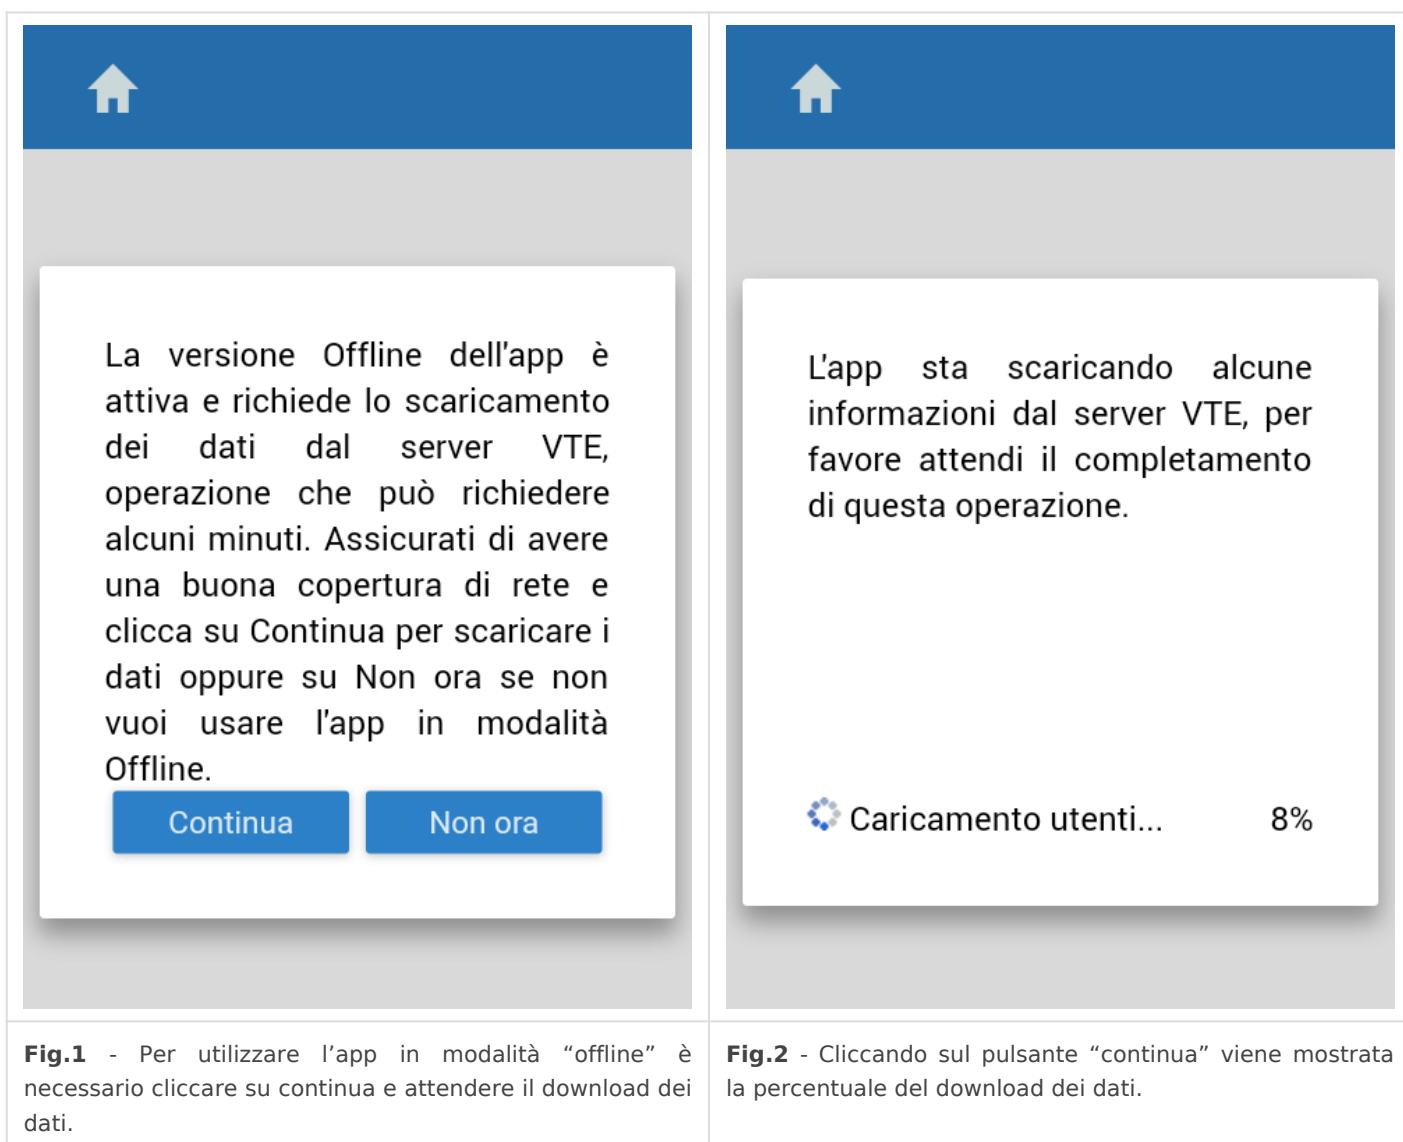 La versione Offline dell'app è
attiva e richiede lo scaricamento
dei dati dal server VTE,
operazione che può richiedere
alcuni minuti. Assicurati di avere
una buona copertura di rete e
clicca su Continua per scaricare i
dati oppure su Non ora se non
vuoi usare l'app in modalità
Offline.
Continua
Non ora
Fig.1 - Per utilizzare l’app in modalità “offline” è
necessario cliccare su continua e attendere il download dei
dati.
L'app sta scaricando alcune
informazioni dal server VTE, per
favore attendi il completamento
di questa operazione.
Caricamento utenti... 8%
Fig.2 - Cliccando sul pulsante “continua” viene mostrata
la percentuale del download dei dati.